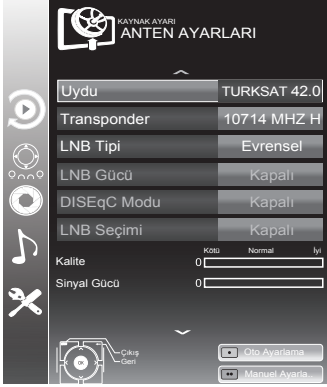 KAYNAK AYARI
ANTEN AYARLARI
Uydu TURKSAT 42.0
Transponder 10714 MHZ H
LNB Tipi Evrensel
LNB Gücü Kapalı
DISEqC Modu Kapalı
LNB Seçimi Kapalı
Kötü Normal İyi
Kalite 0
Sinyal Gücü 0
OK
Çıkış
Geri
Oto Ayarlama
Manuel Ayarla..